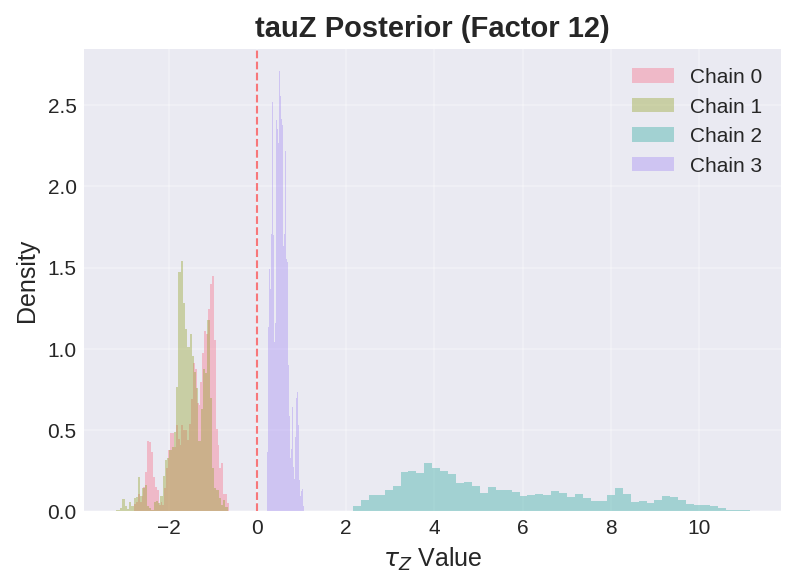 tauZ Posterior (Factor 12)
Chain 0
Chain 1
Chain 2
Chain 3
Density
2.5
2.0
1.5
1.0
0.5
0.0
−2
0
2
4
6
8
10
τ_Z Value